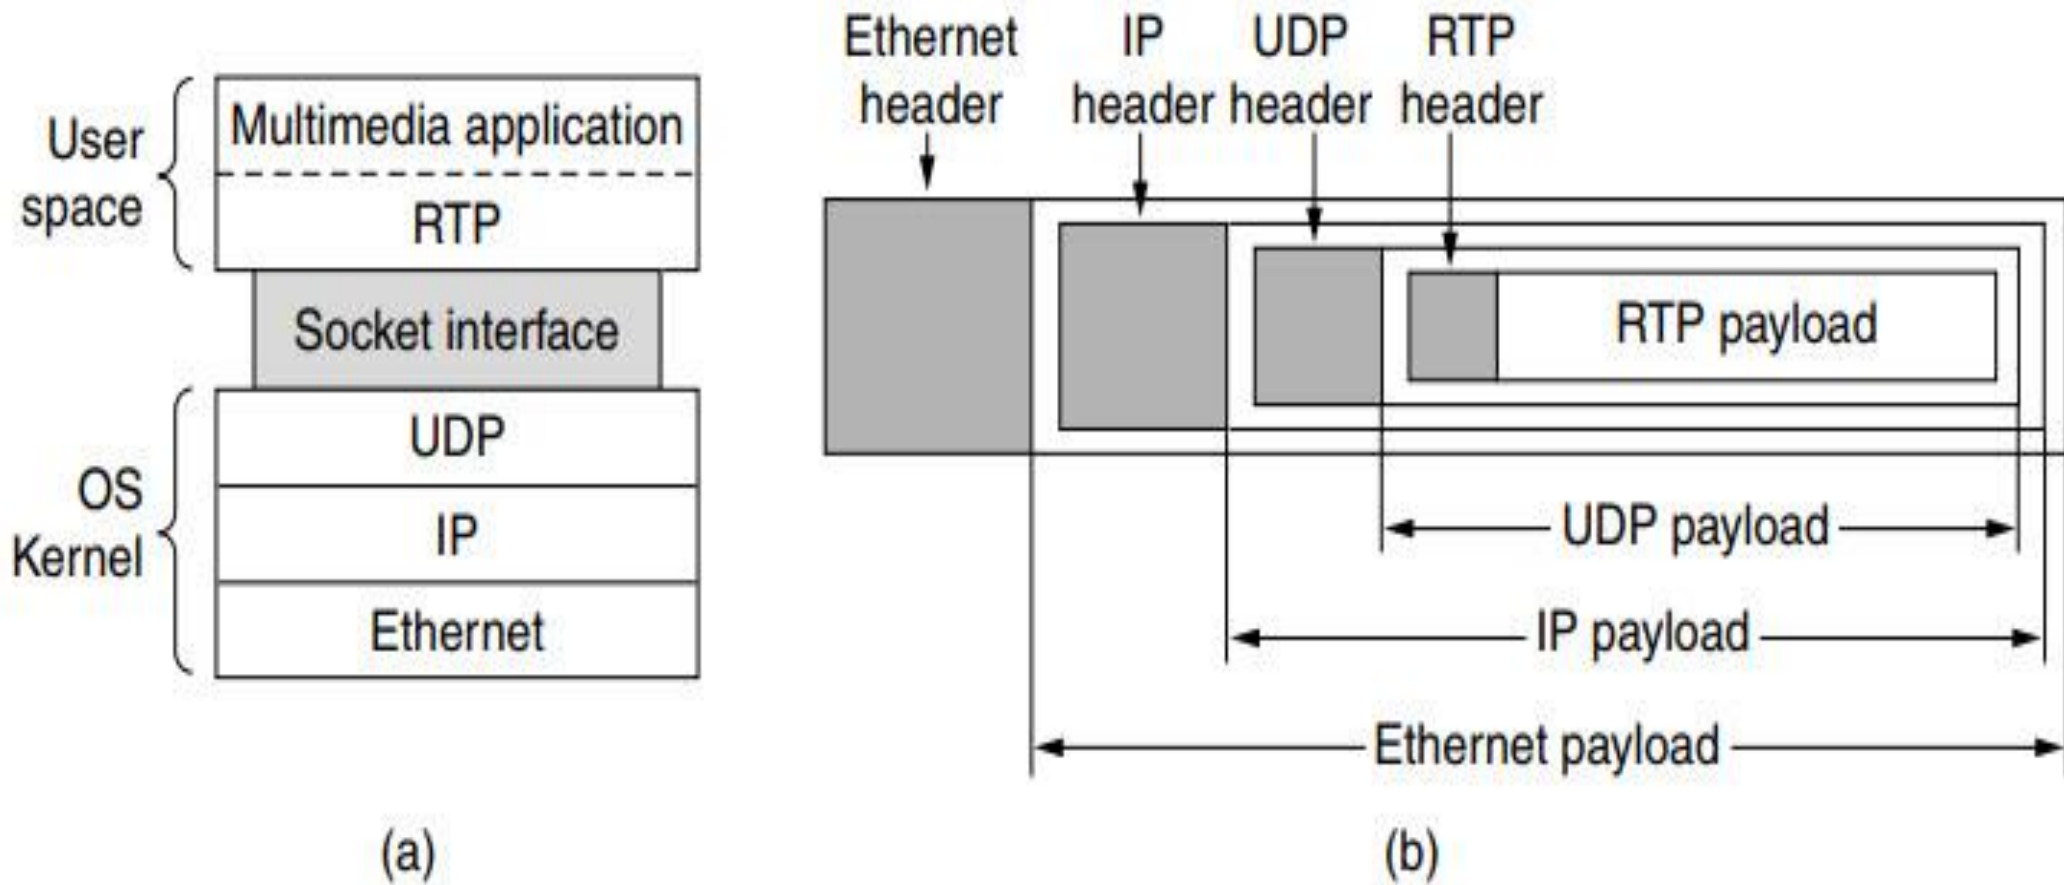 User
space
Multimedia application
RTP
Socket interface
OS
Kernel
UDP
IP
Ethernet
(a)
Ethernet
header
IP
header
UDP
header
RTP
header
RTP payload
UDP payload
IP payload
Ethernet payload
(b)